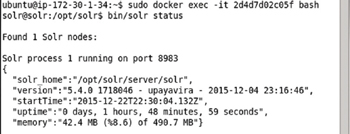 ubuntu@ip-172-30-1-34:~$ sudo docker exec -it 2d4d7d02c05f bash
solr@solr:/opt/solr$ bin/solr status

Found 1 Solr nodes:

Solr process 1 running on port 8983
{
  "solr_home":"/opt/solr/server/solr",
  "version":"5.4.0 1718046 - upayavira - 2015-12-04 23:16:46",
  "startTime":"2015-12-22T22:30:04.132Z",
  "uptime":"0 days, 1 hours, 48 minutes, 59 seconds",
  "memory":"42.4 MB (%8.6) of 490.7 MB"}